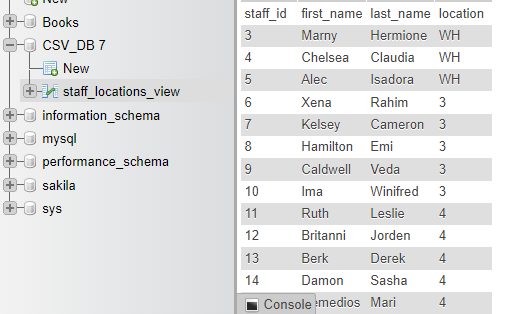 New
Books
CSV_DB 7
New
staff_locations_view
information_schema
mysql
performance_schema
sakila
sys
staff_id first_name last_name location
3 Marny Hermione WH
4 Chelsea Claudia WH
5 Alec Isadora WH
6 Xena Rahim 3
7 Kelsey Cameron 3
8 Hamilton Emi 3
9 Caldwell Veda 3
10 Ima Winifred 3
11 Ruth Leslie 4
12 Britanni Jorden 4
13 Berk Derek 4
14 Damon Sasha 4
emedios Mari 4
Console